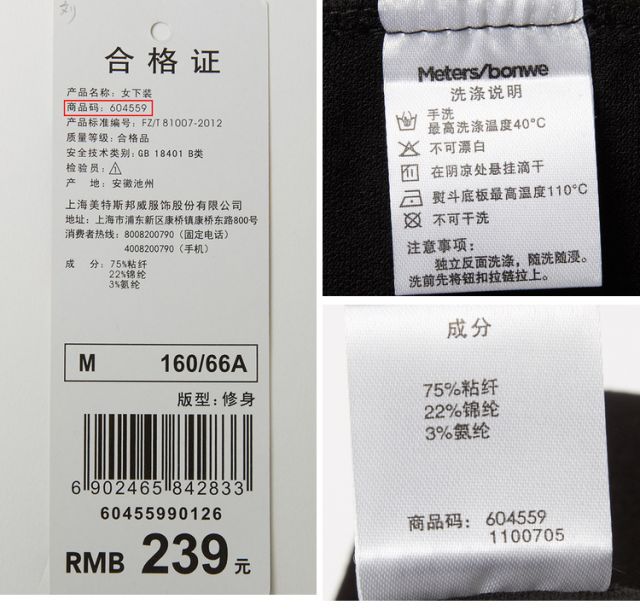 刘
合格证
产品名称：女下装
商品码：604559
产品标准编号：FZ/T 81007-2012
质量等级：合格品
安全技术类别：GB 18401 B类
检验员：1
产 地：安徽池州
上海美特斯邦威服饰股份有限公司
地址：上海市浦东新区康桥镇康桥东路800号
消费者热线：8008200790（固定电话）
4008200790（手机）
成 分：75%粘纤
22%锦纶
3%氨纶
M 160/66A
版型：修身
6 902465 842833
60455990126
RMB 239元
Meters/bonwe
洗涤说明
手洗
最高洗涤温度40°C
不可漂白
在阴凉处悬挂滴干
熨斗底板最高温度110°C
不可干洗
注意事项：
独立反面洗涤，随洗随浸。
洗前先将钮扣拉链拉上。
成分
75%粘纤
22%锦纶
3%氨纶
商品码：604559
1100705